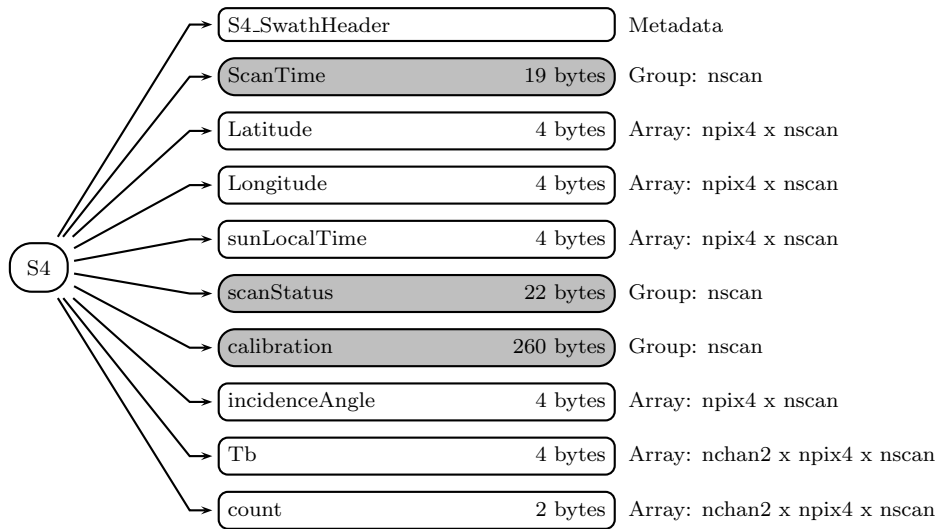 S4_SwathHeader Metadata
ScanTime 19 bytes Group: nscan
Latitude 4 bytes Array: npix4 x nscan
Longitude 4 bytes Array: npix4 x nscan
sunLocalTime 4 bytes Array: npix4 x nscan
S4
scanStatus 22 bytes Group: nscan
calibration 260 bytes Group: nscan
incidenceAngle 4 bytes Array: npix4 x nscan
Tb 4 bytes Array: nchan2 x npix4 x nscan
count 2 bytes Array: nchan2 x npix4 x nscan